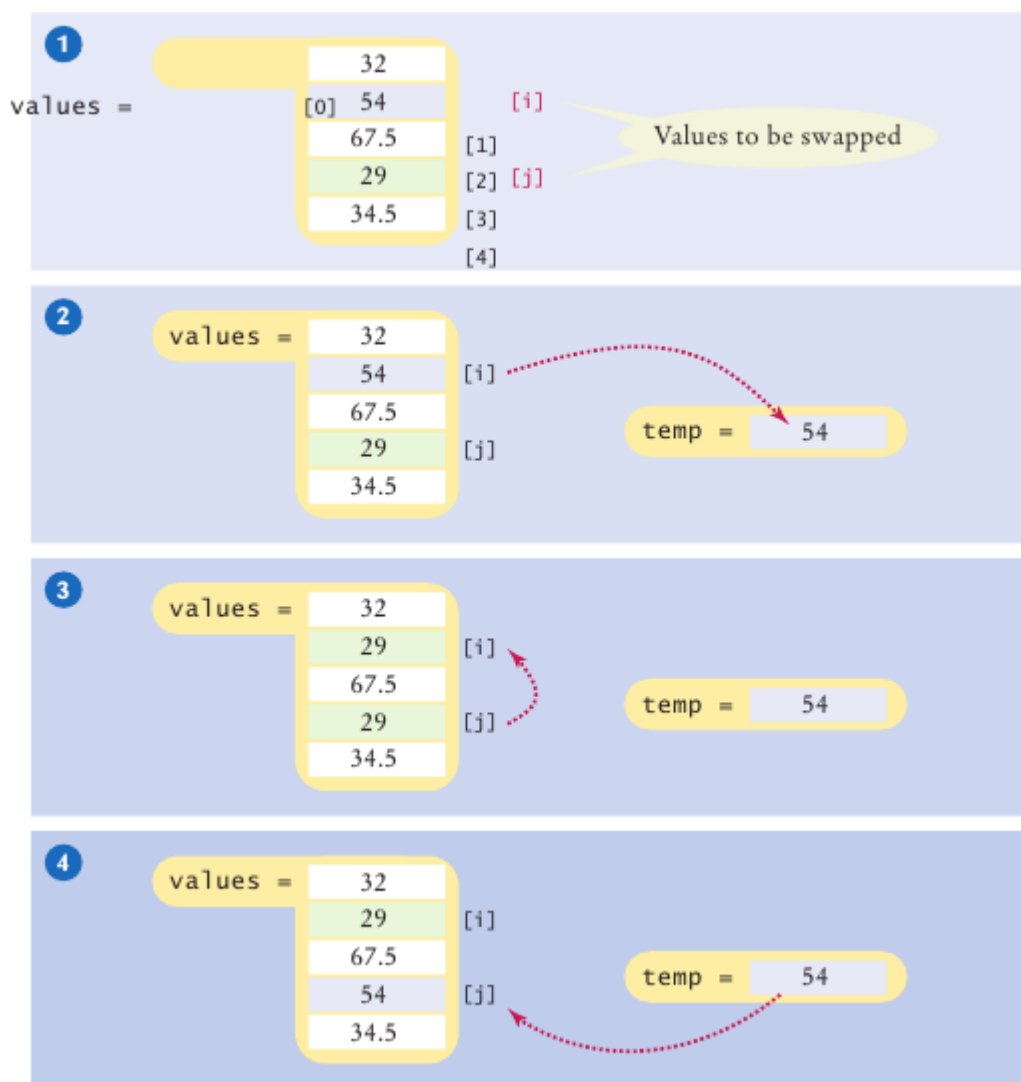 1
32
values =
[0] 54 [i]
67.5 [1]
Values to be swapped
29 [2] [j]
34.5 [3]
[4]
2
values = 32
54 [i]
67.5
temp = 54
29 [j]
34.5
3
values = 32
29 [i]
67.5
temp = 54
29 [j]
34.5
4
values = 32
29 [i]
67.5
temp = 54
54 [j]
34.5